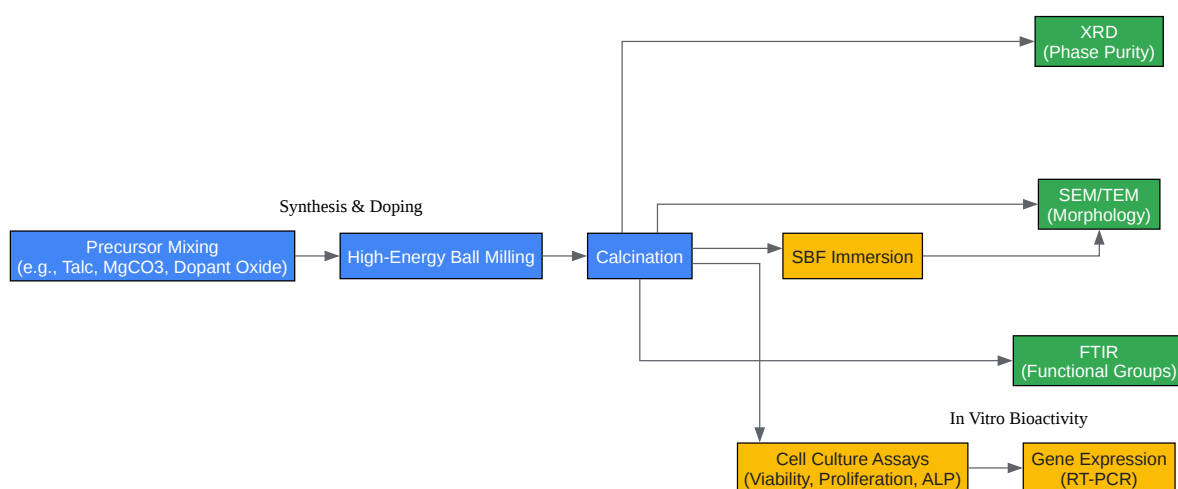 XRD
(Phase Purity)
SEM/TEM
(Morphology)
Synthesis & Doping
Precursor Mixing
(e.g., Talc, MgCO3, Dopant Oxide)
High-Energy Ball Milling
Calcination
SBF Immersion
FTIR
(Functional Groups)
In Vitro Bioactivity
Cell Culture Assays
(Viability, Proliferation, ALP)
Gene Expression
(RT-PCR)